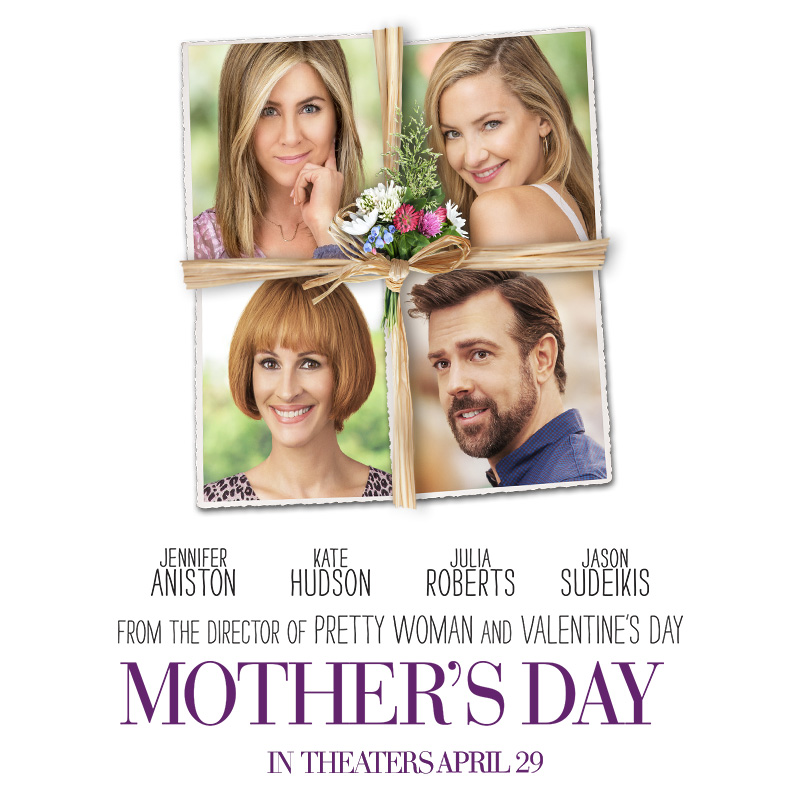 JENNIFER ANISTON
KATE HUDSON
JULIA ROBERTS
JASON SUDEIKIS
FROM THE DIRECTOR OF PRETTY WOMAN AND VALENTINE'S DAY
MOTHER'S DAY
IN THEATERS APRIL 29